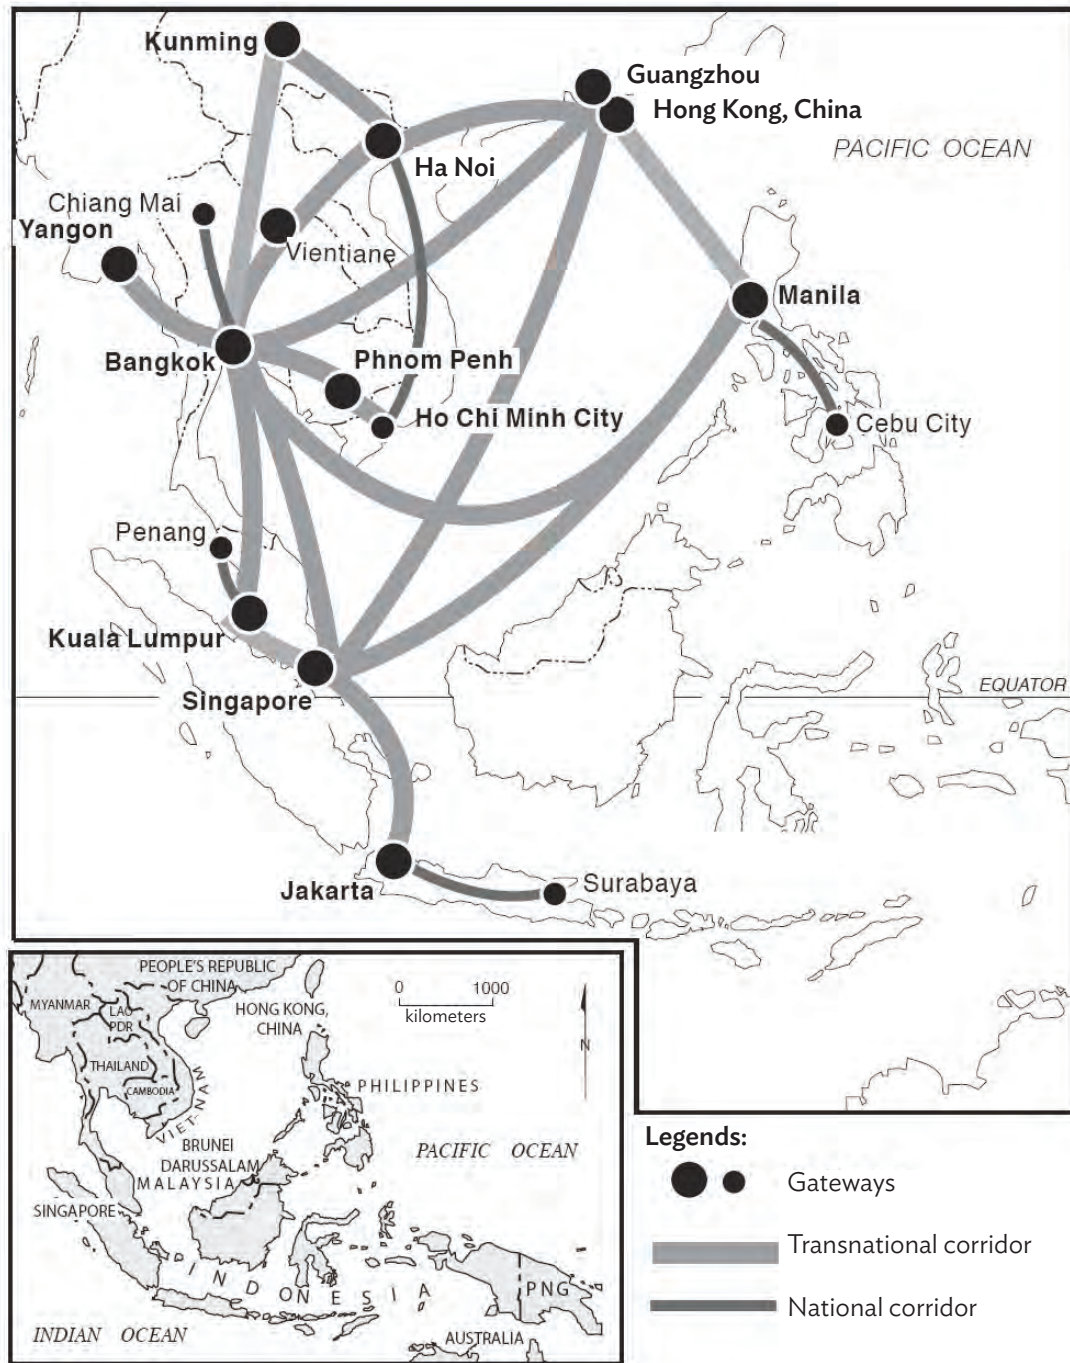 Kunming
Guangzhou
Hong Kong, China
PACIFIC OCEAN
Ha Noi
Chiang Mai
Yangon
Vientiane
Manila
Bangkok
Phnom Penh
Ho Chi Minh City
Cebu City
Penang
Kuala Lumpur
Singapore
EQUATOR
Jakarta
Surabaya
PEOPLE'S REPUBLIC
OF CHINA
0 1000
kilometers
N
MYANMAR
LAO
PDR
HONG KONG,
CHINA
THAILAND
CAMBODIA
VIET NAM
PHILIPPINES
BRUNEI
DARUSSALAM
MALAYSIA
PACIFIC OCEAN
SINGAPORE
INDONESIA
PNG
INDIAN OCEAN
AUSTRALIA
Legends:
Gateways
Transnational corridor
National corridor